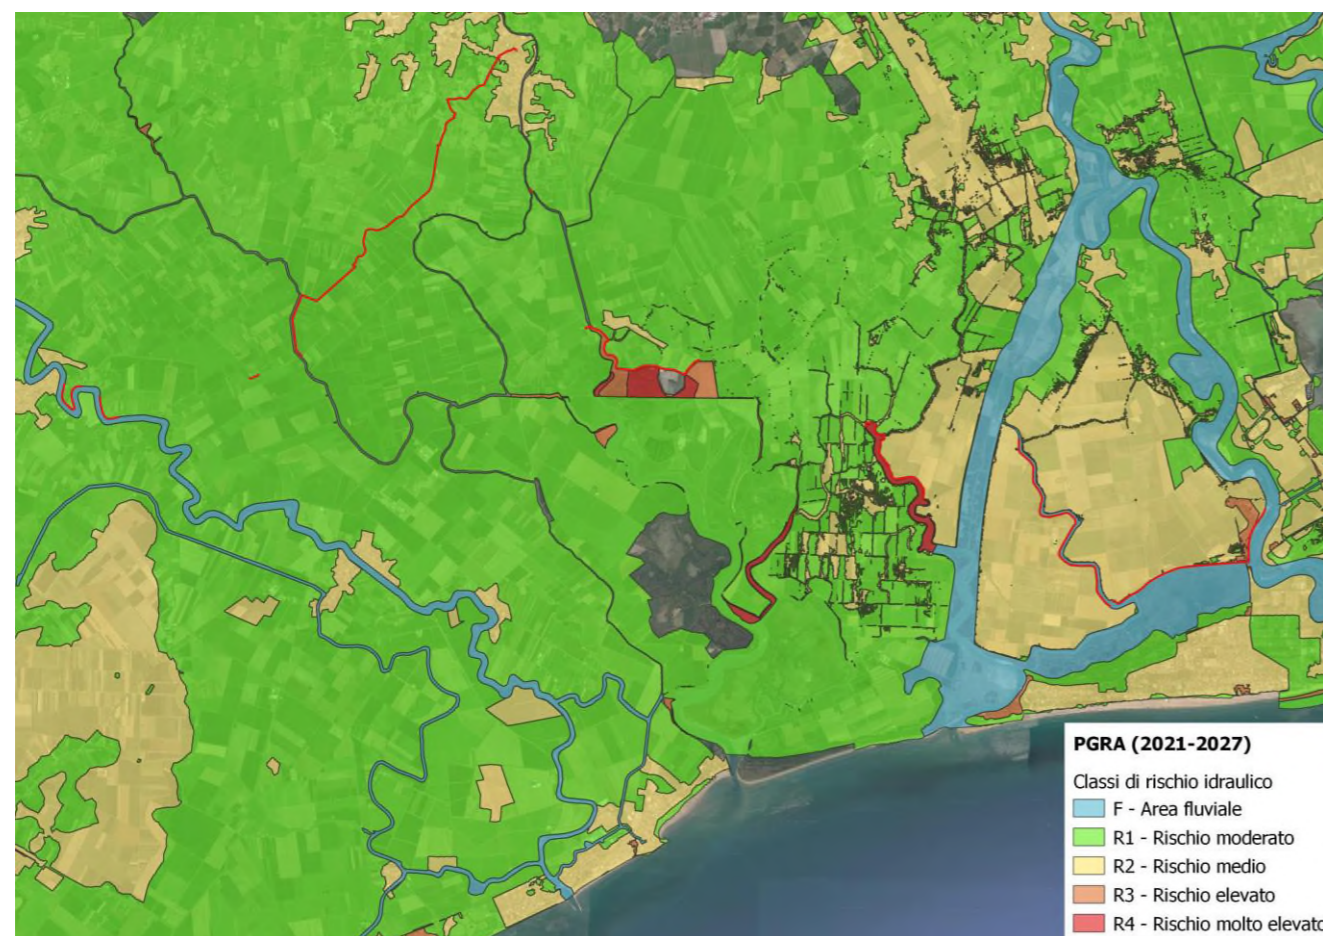 PGRA (2021-2027)
Classi di rischio idraulico
F - Area fluviale
R1 - Rischio moderato
R2 - Rischio medio
R3 - Rischio elevato
R4 - Rischio molto elevato